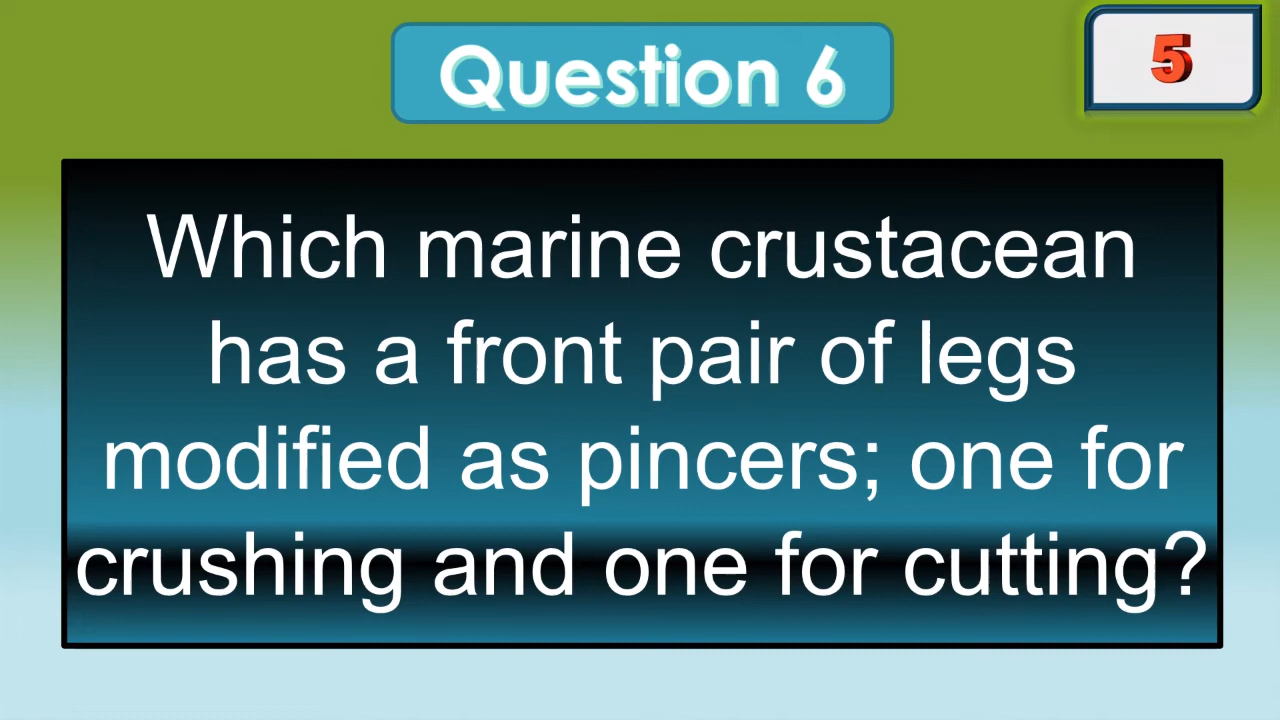 Question 6
5
Which marine crustacean
has a front pair of legs
modified as pincers; one for
crushing and one for cutting?